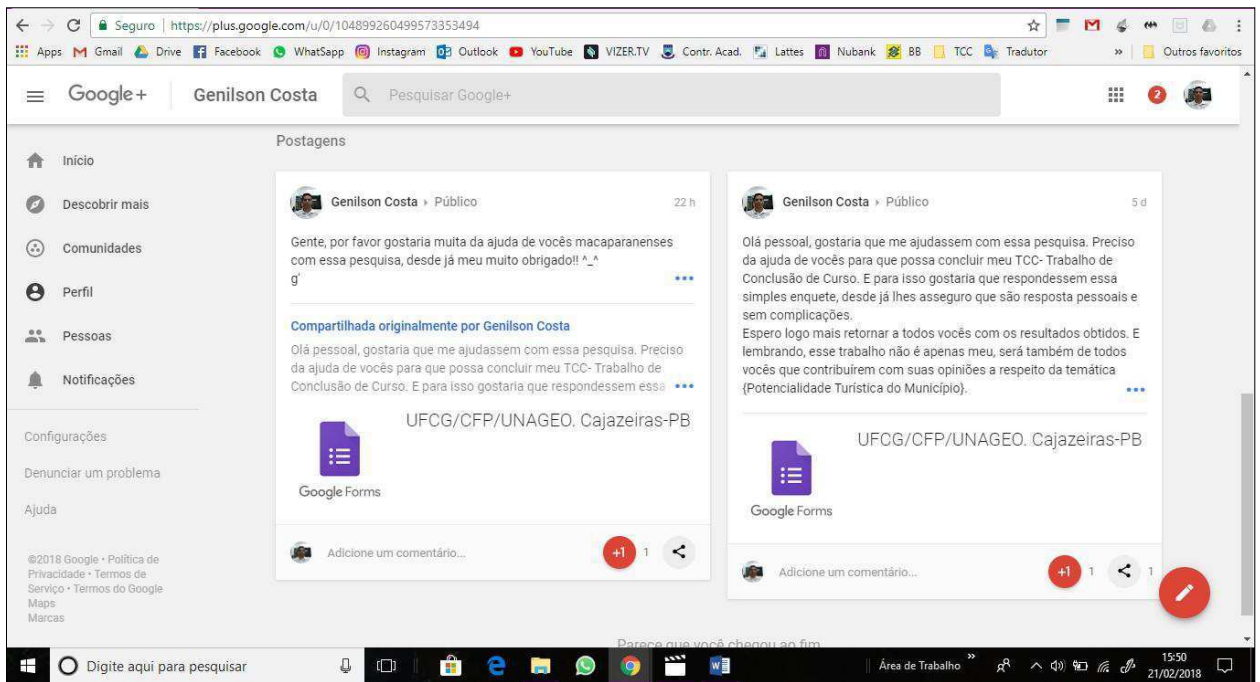 Seguro | https://plus.google.com/u/0/104899260499573353494
Apps Gmail Drive Facebook WhatsApp Instagram Outlook YouTube VIZER.TV Contr. Acad. Lattes Nubank BB TCC Tradutor » Outros favoritos
Google+ Genilson Costa Pesquisar Google+ 2
Postagens
Início
Descobrir mais
Comunidades
Perfil
Pessoas
Notificações
Configurações
Denunciar um problema
Ajuda
©2018 Google • Política de
Privacidade • Termos de
Serviço • Termos do Google
Maps
Marcas
Genilson Costa ▸ Público 22 h
Gente, por favor gostaria muita da ajuda de vocês macaparanenses
com essa pesquisa, desde já meu muito obrigado!! ^_^
g'
Compartilhada originalmente por Genilson Costa
Olá pessoal, gostaria que me ajudassem com essa pesquisa. Preciso
da ajuda de vocês para que possa concluir meu TCC- Trabalho de
Conclusão de Curso. E para isso gostaria que respondessem essa
UFCG/CFP/UNAGEO. Cajazeiras-PB
Google Forms
Adicione um comentário... +1 1
Genilson Costa ▸ Público 5 d
Olá pessoal, gostaria que me ajudassem com essa pesquisa. Preciso
da ajuda de vocês para que possa concluir meu TCC- Trabalho de
Conclusão de Curso. E para isso gostaria que respondessem essa
simples enquete, desde já lhes asseguro que são resposta pessoais e
sem complicações.
Espero logo mais retornar a todos vocês com os resultados obtidos. E
lembrando, esse trabalho não é apenas meu, será também de todos
vocês que contribuírem com suas opiniões a respeito da temática
{Potencialidade Turística do Município}.
UFCG/CFP/UNAGEO. Cajazeiras-PB
Google Forms
Adicione um comentário... +1 1 1
Parece que você chegou ao fim
Digite aqui para pesquisar
Área de Trabalho »
15:50
21/02/2018